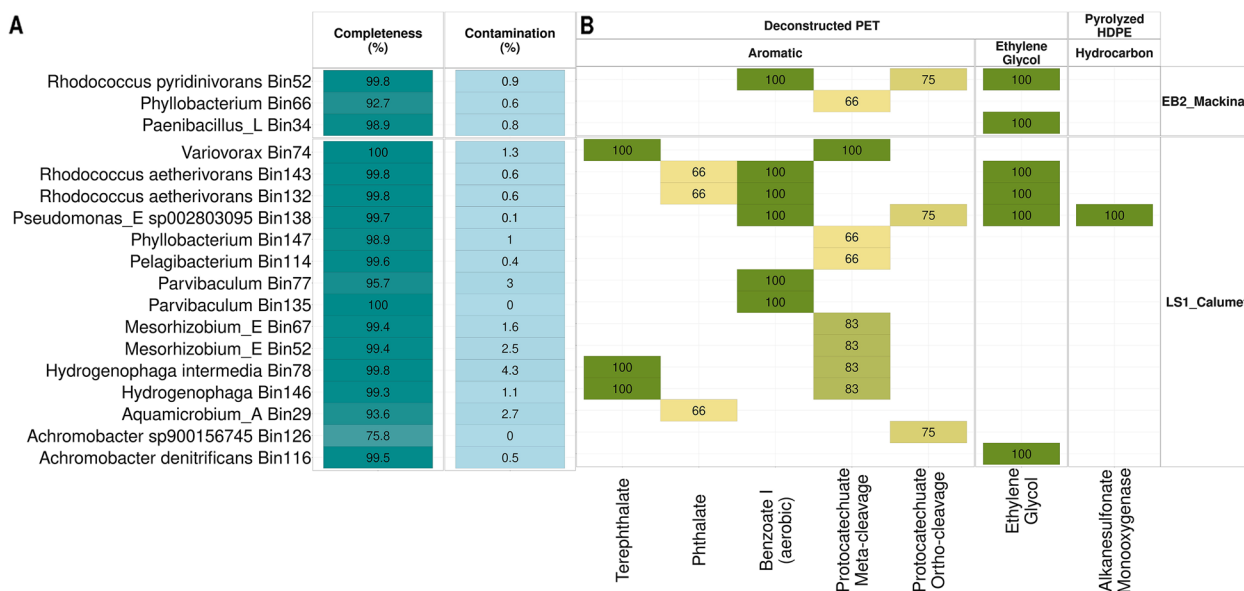 A
B
Completeness
(%)
Contamination
(%)
Deconstructed PET
Pyrolyzed
HDPE
Aromatic
Ethylene
Glycol
Hydrocarbon
Rhodococcus pyridinivorans Bin52 99.8 0.9 100 75 100
Phyllobacterium Bin66 92.7 0.6 66
EB2_Mackina
Paenibacillus_L Bin34 98.9 0.8 100
Variovorax Bin74 100 1.3 100 100
Rhodococcus aetherivorans Bin143 99.8 0.6 66 100 100
Rhodococcus aetherivorans Bin132 99.8 0.6 66 100 100
Pseudomonas_E sp002803095 Bin138 99.7 0.1 100 75 100 100
Phyllobacterium Bin147 98.9 1 66
Pelagibacterium Bin114 99.6 0.4 66
Parvibaculum Bin77 95.7 3 100
Parvibaculum Bin135 100 0 100
LS1_Calume
Mesorhizobium_E Bin67 99.4 1.6 83
Mesorhizobium_E Bin52 99.4 2.5 83
Hydrogenophaga intermedia Bin78 99.8 4.3 100 83
Hydrogenophaga Bin146 99.3 1.1 100 83
Aquamicrobium_A Bin29 93.6 2.7 66
Achromobacter sp900156745 Bin126 75.8 0 75
Achromobacter denitrificans Bin116 99.5 0.5 100
Terephthalate
Phthalate
Benzoate I
(aerobic)
Protocatechuate
Meta-cleavage
Protocatechuate
Ortho-cleavage
Ethylene
Glycol
Alkanesulfonate
Monooxygenase